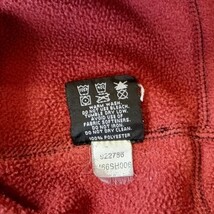 WARM WASH.
DO NOT BLEACH.
TUMBLE DRY LOW.
AVOID USE OF
FABRIC SOFTENERS.
DO NOT IRON.
DO NOT DRY CLEAN.
100% POLYESTER
022798